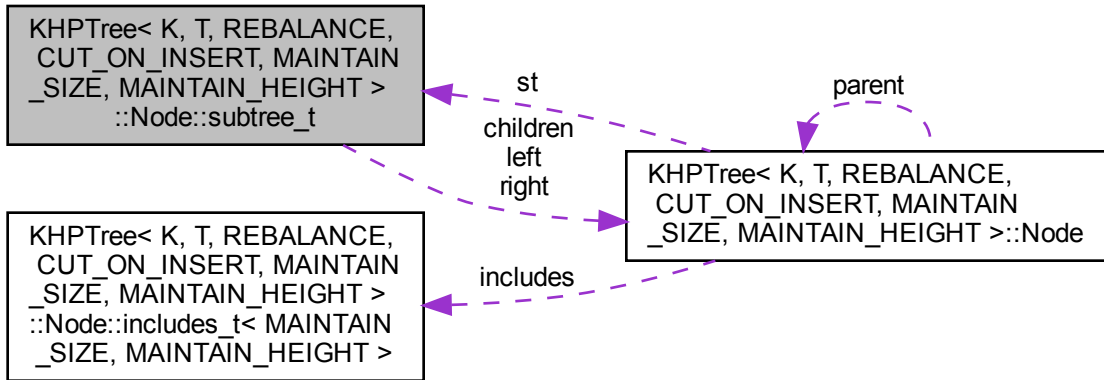 KHPTree< K, T, REBALANCE,
CUT_ON_INSERT, MAINTAIN
_SIZE, MAINTAIN_HEIGHT >
::Node::subtree_t
st
children
left
right
parent
KHPTree< K, T, REBALANCE,
CUT_ON_INSERT, MAINTAIN
_SIZE, MAINTAIN_HEIGHT >::Node
includes
KHPTree< K, T, REBALANCE,
CUT_ON_INSERT, MAINTAIN
_SIZE, MAINTAIN_HEIGHT >
::Node::includes_t< MAINTAIN
_SIZE, MAINTAIN_HEIGHT >